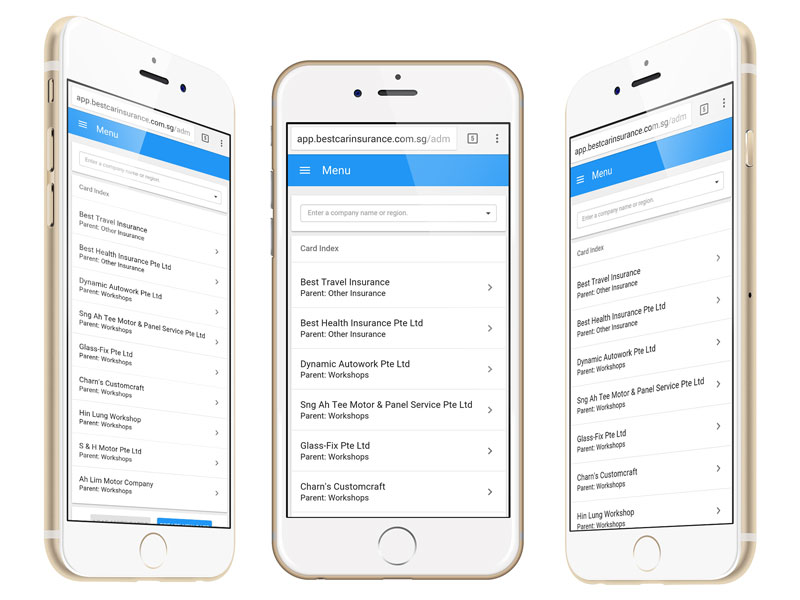 app.bestcarinsurance.com.sg/adm
5
Menu
Enter a company name or region.
Card Index
Best Travel Insurance
Parent: Other Insurance
Best Health Insurance Pte Ltd
Parent: Other Insurance
Dynamic Autowork Pte Ltd
Parent: Workshops
Sng Ah Tee Motor & Panel Service Pte Ltd
Parent: Workshops
Glass-Fix Pte Ltd
Parent: Workshops
Charn's Customcraft
Parent: Workshops
Hin Lung Workshop
Parent: Workshops
S & H Motor Pte Ltd
Parent: Workshops
Ah Lim Motor Company
Parent: Workshops
app.bestcarinsurance.com.sg/adm
5
Menu
Enter a company name or region.
Card Index
Best Travel Insurance
Parent: Other Insurance
Best Health Insurance Pte Ltd
Parent: Other Insurance
Dynamic Autowork Pte Ltd
Parent: Workshops
Sng Ah Tee Motor & Panel Service Pte Ltd
Parent: Workshops
Glass-Fix Pte Ltd
Parent: Workshops
Charn's Customcraft
Parent: Workshops
app.bestcarinsurance.com.sg/adm
5
Menu
Enter a company name or region.
Card Index
Best Travel Insurance
Parent: Other Insurance
Best Health Insurance Pte Ltd
Parent: Other Insurance
Dynamic Autowork Pte Ltd
Parent: Workshops
Sng Ah Tee Motor & Panel Service Pte Ltd
Parent: Workshops
Glass-Fix Pte Ltd
Parent: Workshops
Charn's Customcraft
Parent: Workshops
Hin Lung Workshop
Parent: Workshops